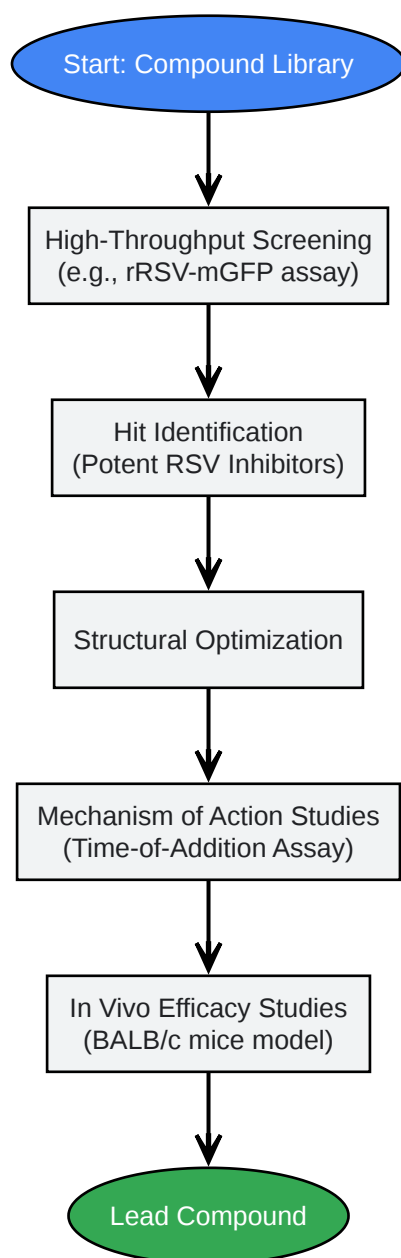 Start: Compound Library
High-Throughput Screening
(e.g., rRSV-mGFP assay)
Hit Identification
(Potent RSV Inhibitors)
Structural Optimization
Mechanism of Action Studies
(Time-of-Addition Assay)
In Vivo Efficacy Studies
(BALB/c mice model)
Lead Compound